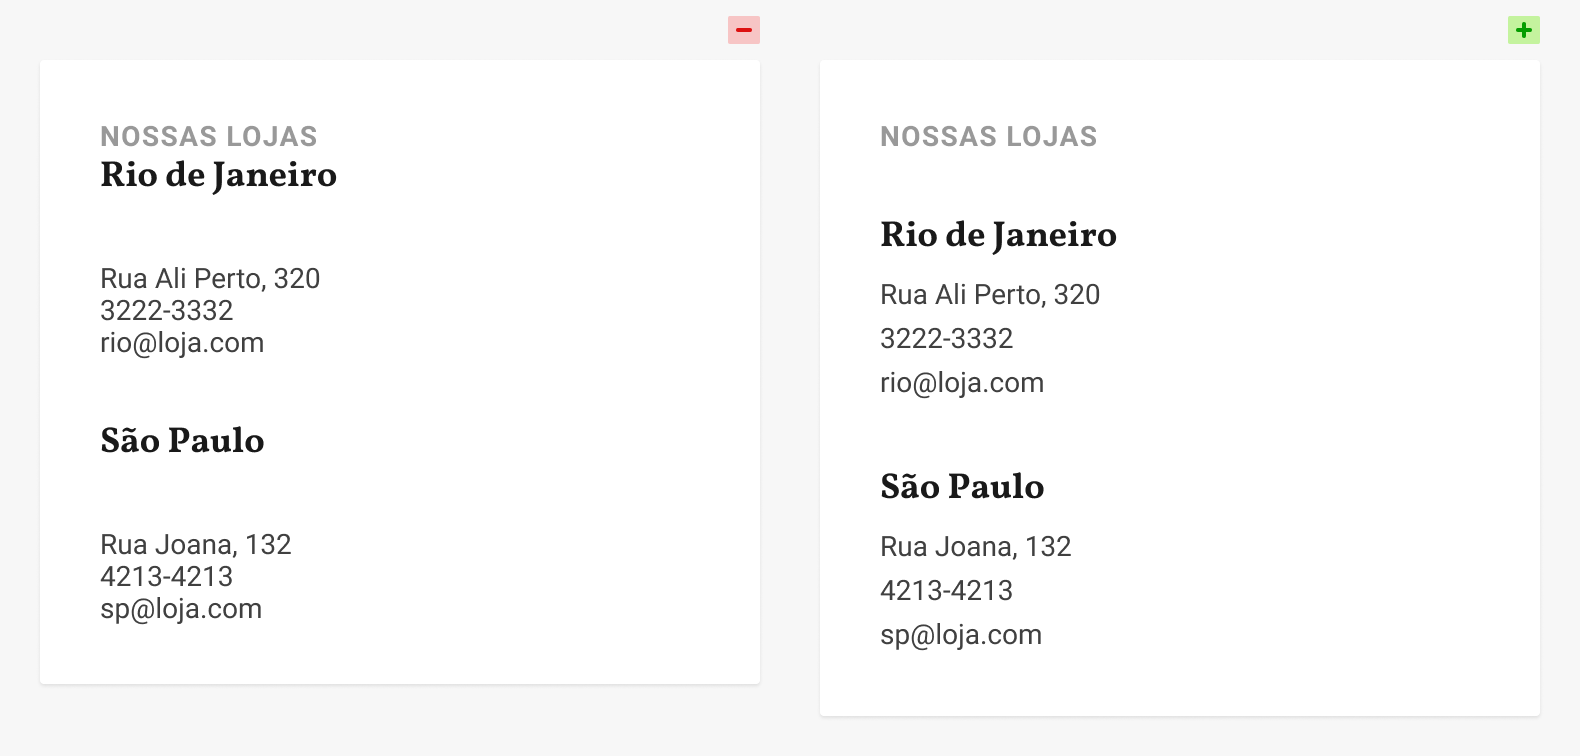 NOSSAS LOJAS
Rio de Janeiro
Rua Ali Perto, 320
3222-3332
rio@loja.com
São Paulo
Rua Joana, 132
4213-4213
sp@loja.com
NOSSAS LOJAS
Rio de Janeiro
Rua Ali Perto, 320
3222-3332
rio@loja.com
São Paulo
Rua Joana, 132
4213-4213
sp@loja.com